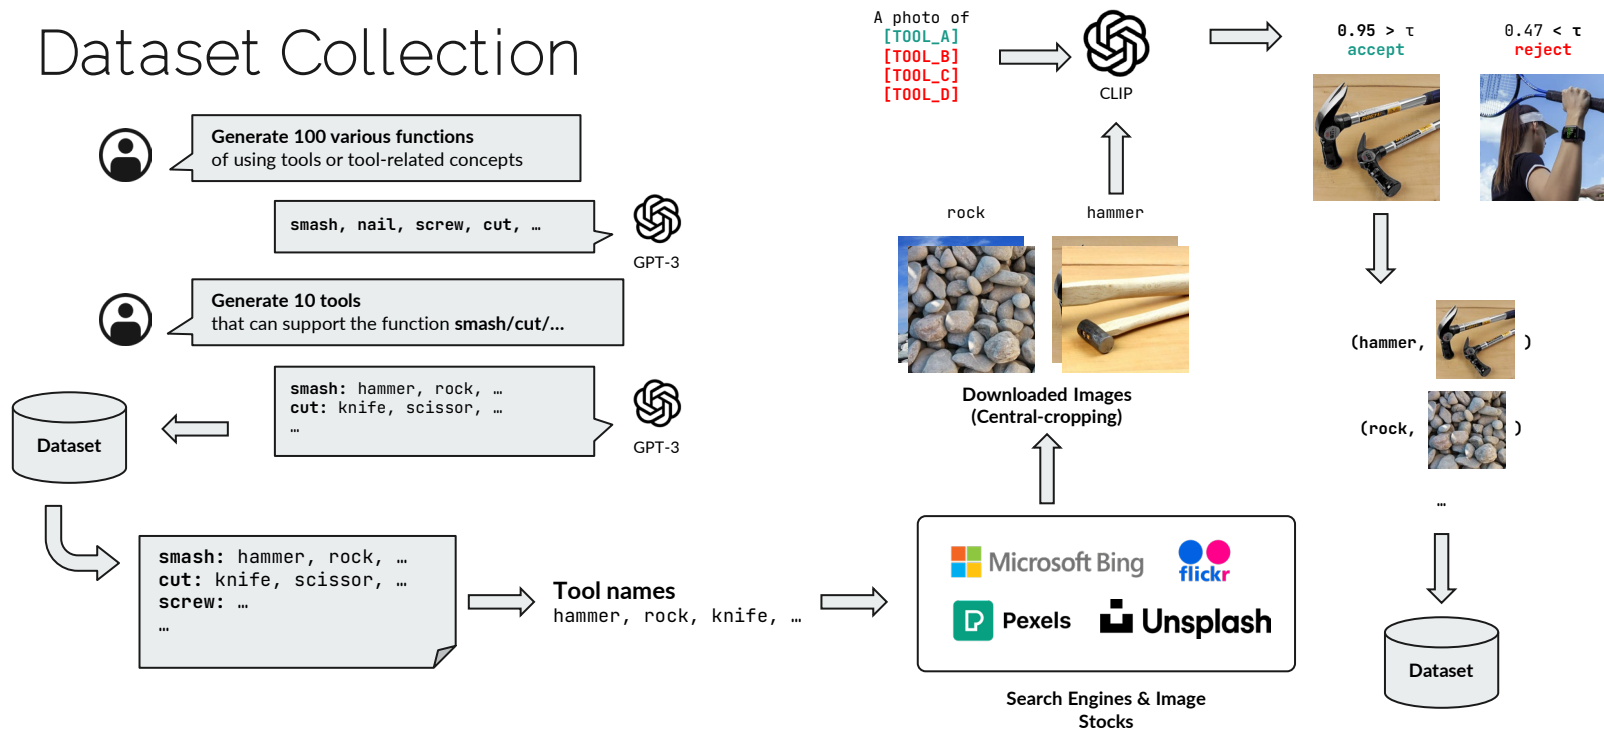 Dataset Collection
Generate 100 various functions
of using tools or tool-related concepts
smash, nail, screw, cut, …
GPT-3
Generate 10 tools
that can support the function smash/cut/...
smash: hammer, rock, …
cut: knife, scissor, …
…
GPT-3
Dataset
smash: hammer, rock, …
cut: knife, scissor, …
screw: …
…
Tool names
hammer, rock, knife, …
Microsoft Bing
flickr
Pexels
Unsplash
Search Engines & Image
Stocks
Downloaded Images
(Central-cropping)
rock
hammer
A photo of
[TOOL_A]
[TOOL_B]
[TOOL_C]
[TOOL_D]
CLIP
0.95 > τ
accept
0.47 < τ
reject
(hammer, )
(rock, )
…
Dataset